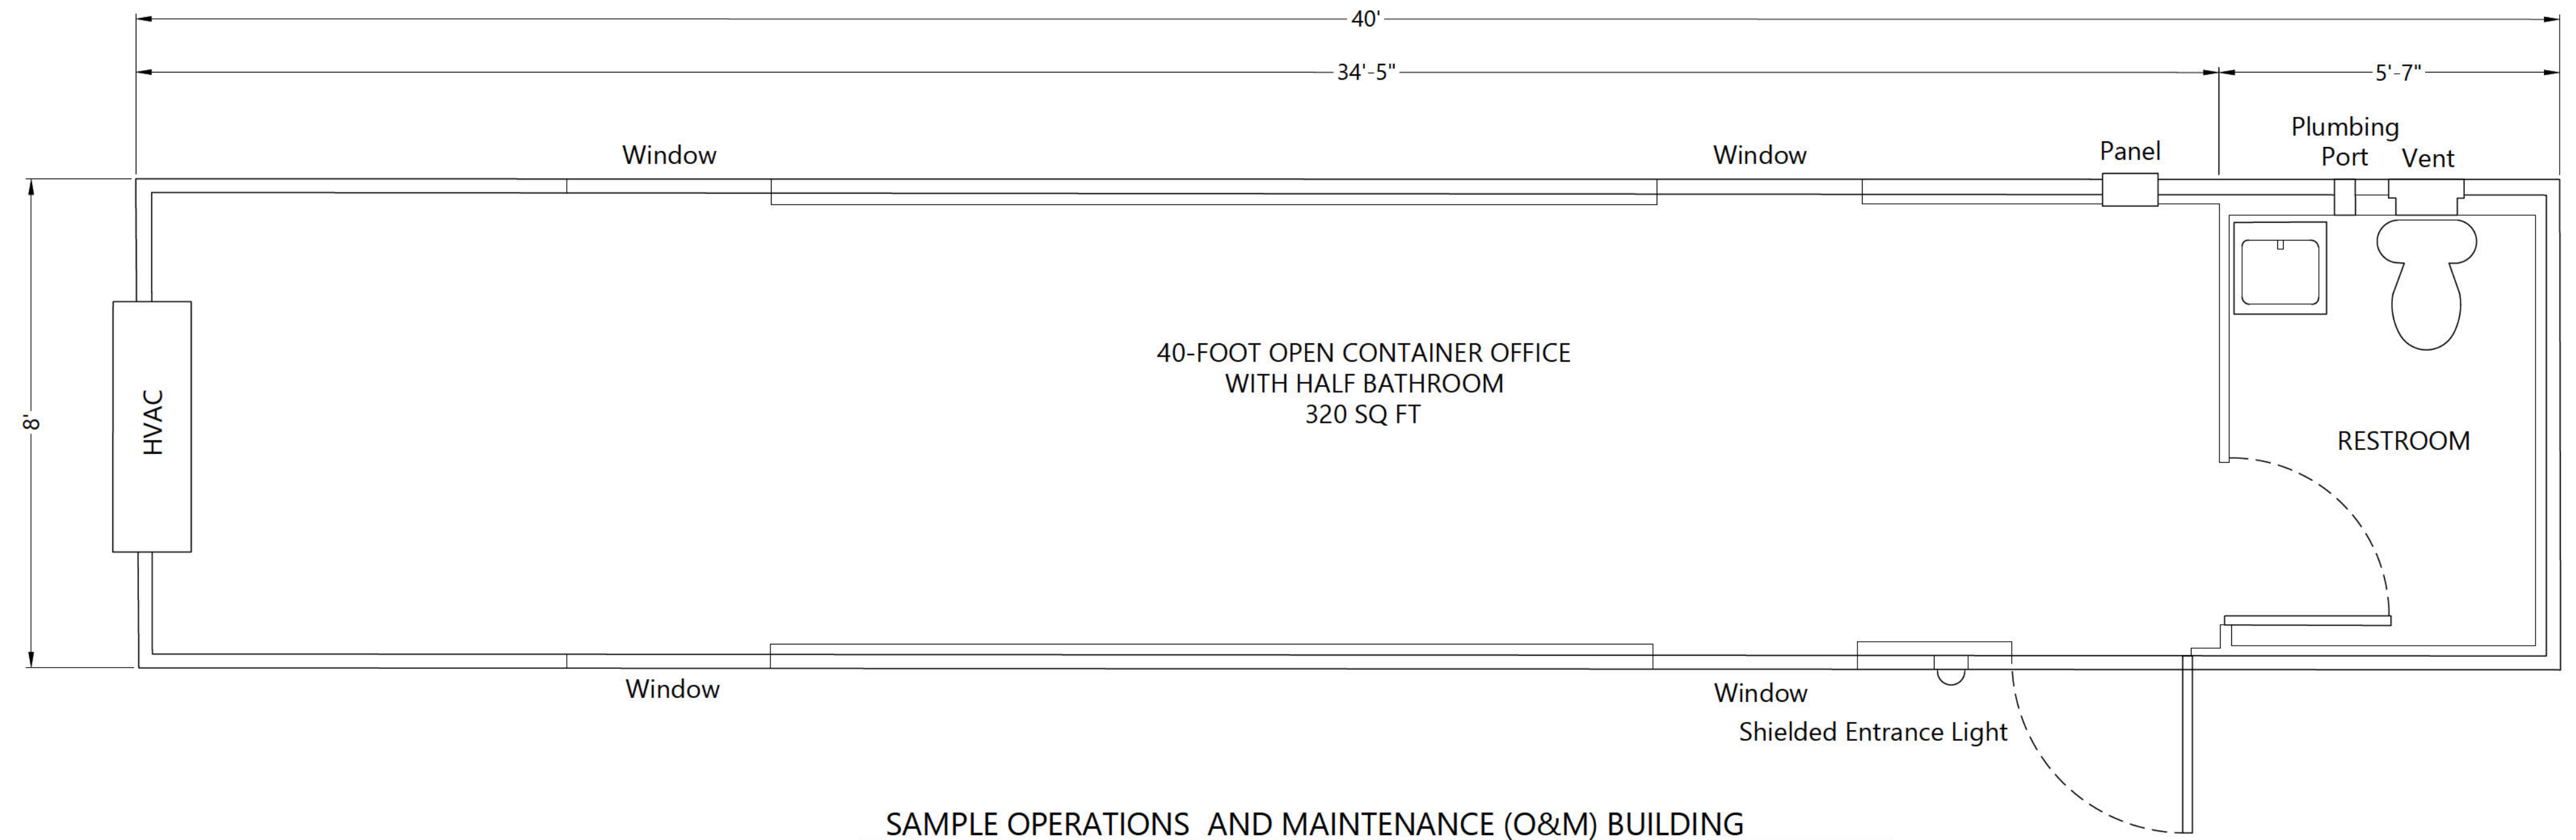 40'
34'-5"
5'-7"
Plumbing
Port
Vent
Window
Window
Panel
40-FOOT OPEN CONTAINER OFFICE
WITH HALF BATHROOM
320 SQ FT
HVAC
8'
RESTROOM
Window
Window
Shielded Entrance Light
SAMPLE OPERATIONS AND MAINTENANCE (O&M) BUILDING